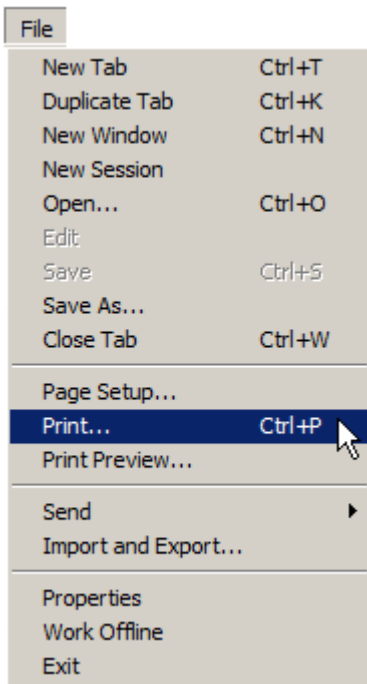 File
New Tab Ctrl+T
Duplicate Tab Ctrl+K
New Window Ctrl+N
New Session
Open... Ctrl+O
Edit
Save Ctrl+S
Save As...
Close Tab Ctrl+W
Page Setup...
Print... Ctrl+P
Print Preview...
Send
Import and Export...
Properties
Work Offline
Exit